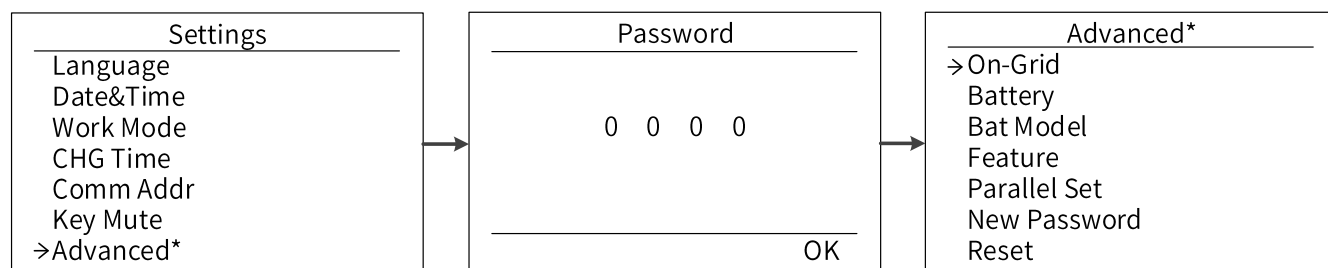 Settings
Language
Date&Time
Work Mode
CHG Time
Comm Addr
Key Mute
→Advanced*
Password
0 0 0 0
OK
Advanced*
→On-Grid
Battery
Bat Model
Feature
Parallel Set
New Password
Reset